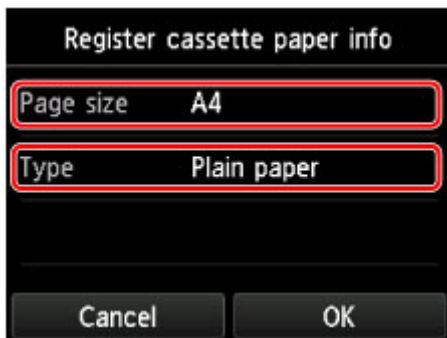 Register cassette paper info
Page size A4
Type Plain paper
Cancel OK